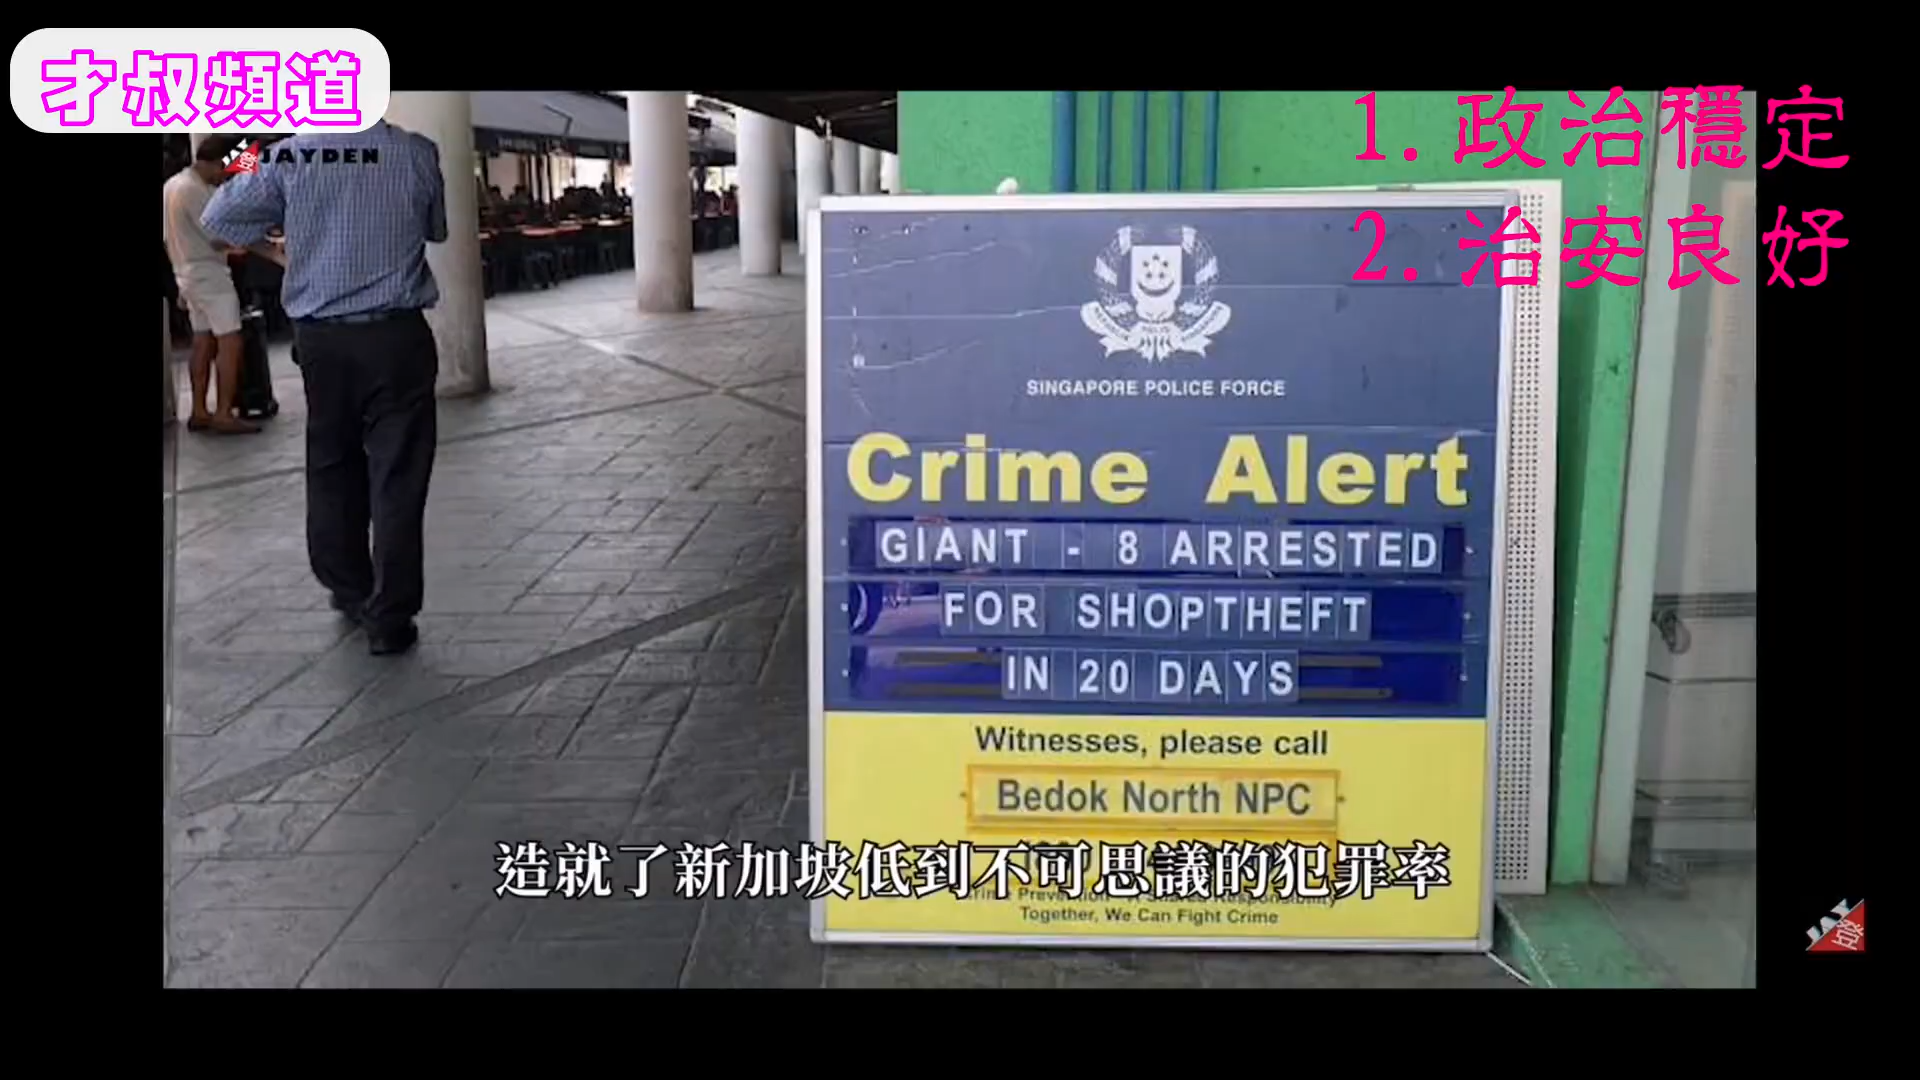 才叔頻道
JAYDEN
1. 政治穩定
2. 治安良好
SINGAPORE POLICE FORCE
Crime Alert
GIANT - 8 ARRESTED
FOR SHOPTHEFT
IN 20 DAYS
Witnesses, please call
Bedok North NPC
造就了新加坡低到不可思議的犯罪率
Together, We Can Fight Crime
JAY